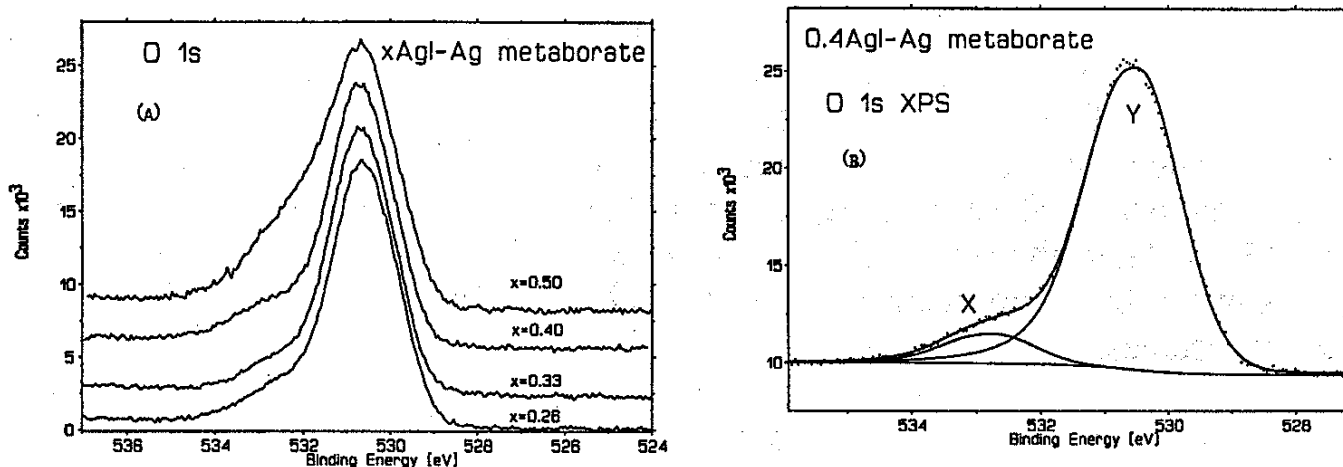 O 1s
xAgI-Ag metaborate
(A)
25
20
15
10
5
0
Counts x10³
x=0.50
x=0.40
x=0.33
x=0.26
536 534 532 530 528 526 524
Binding Energy [eV]
0.4AgI-Ag metaborate
O 1s XPS
(B)
25
20
15
10
Counts x10³
X
Y
534 532 530 528
Binding Energy [eV]